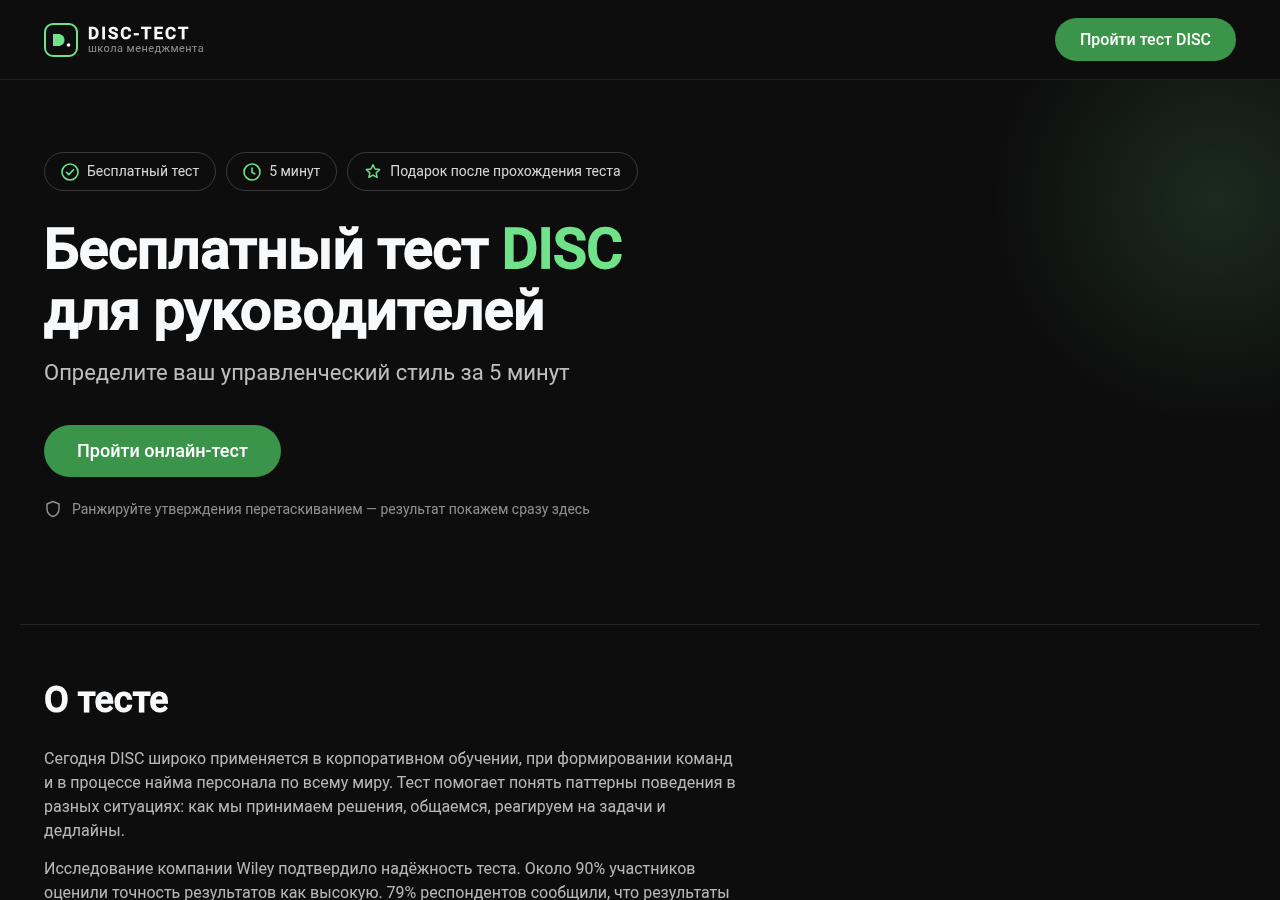 DISC-ТЕСТ
школа менеджмента
Пройти тест DISC
Бесплатный тест
5 минут
Подарок после прохождения теста
Бесплатный тест DISC
для руководителей
Определите ваш управленческий стиль за 5 минут
Пройти онлайн-тест
Ранжируйте утверждения перетаскиванием — результат покажем сразу здесь
О тесте
Сегодня DISC широко применяется в корпоративном обучении, при формировании команд
и в процессе найма персонала по всему миру. Тест помогает понять паттерны поведения в
разных ситуациях: как мы принимаем решения, общаемся, реагируем на задачи и
дедлайны.
Исследование компании Wiley подтвердило надёжность теста. Около 90% участников
оценили точность результатов как высокую. 79% респондентов сообщили, что результаты